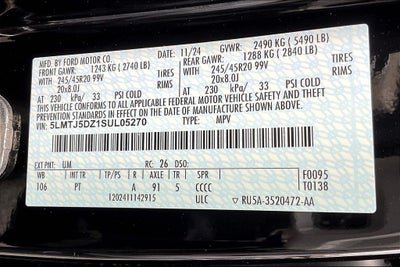 MFD. BY FORD MOTOR CO.
DATE: 11/24 GVWR: 2490 KG (5490 LB)
FRONT GAWR: 1243 KG (2740 LB) REAR GAWR: 1288 KG (2840 LB)
245/45R20 99V TIRES 245/45R20 99V TIRES
20x8.0J RIMS 20x8.0J RIMS
AT 230 kPa/ 33 PSI COLD AT 230 kPa/ 33 PSI COLD
THIS VEHICLE CONFORMS TO ALL APPLICABLE FEDERAL MOTOR VEHICLE SAFETY AND BUMPER
STANDARDS IN EFFECT ON THE DATE OF MANUFACTURE SHOWN ABOVE.
VIN: 5LMTJ5DZ1SUL05270 TYPE: MPV
EXT PNT: UM RC: 26 DSO: F0095
WB INT TR TP/PS R AXLE TR SPR T0138
106 PT A 91 5 CCCC
1202411142915 ULC RU5A-3520472-AA